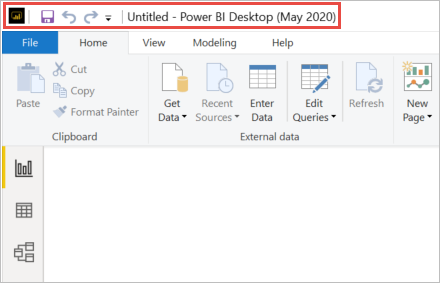 Untitled - Power BI Desktop (May 2020)
File Home View Modeling Help
Paste
Cut
Copy
Format Painter
Clipboard
Get
Data
Recent
Sources
Enter
Data
Edit
Queries
Refresh
External data
New
Page